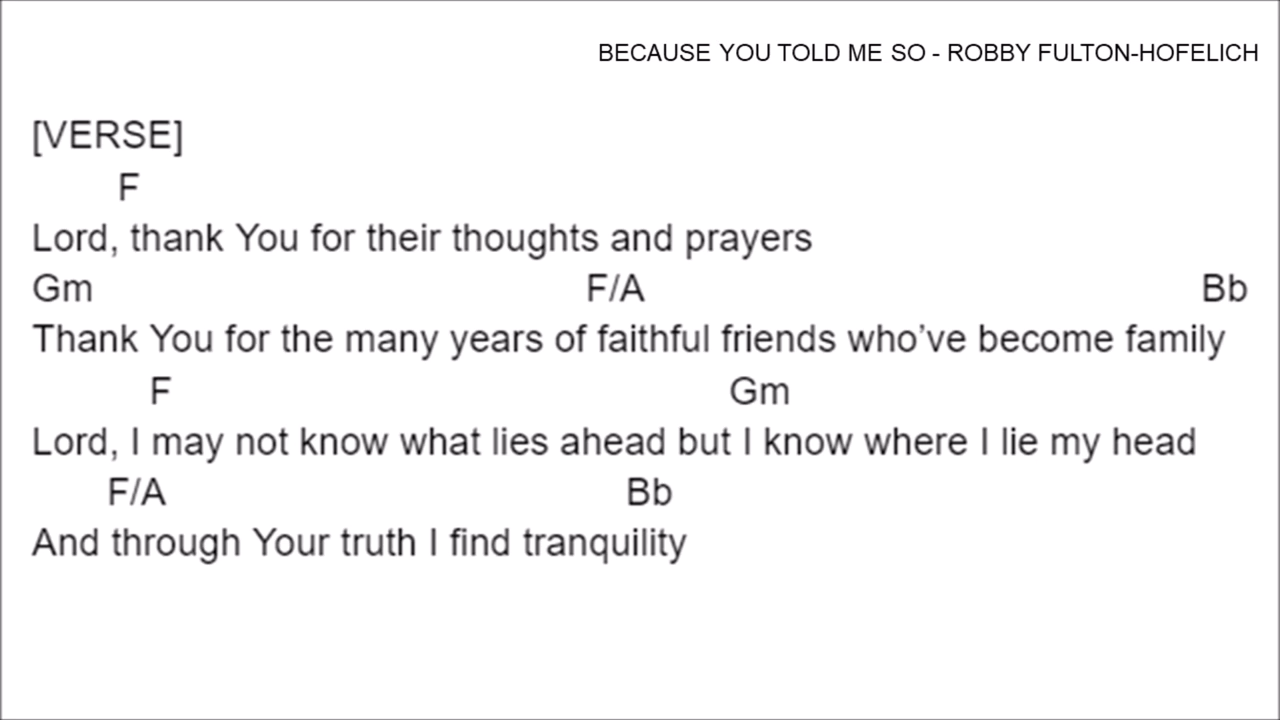 BECAUSE YOU TOLD ME SO - ROBBY FULTON-HOFELICH
[VERSE]
F
Lord, thank You for their thoughts and prayers
Gm F/A Bb
Thank You for the many years of faithful friends who’ve become family
F Gm
Lord, I may not know what lies ahead but I know where I lie my head
F/A Bb
And through Your truth I find tranquility